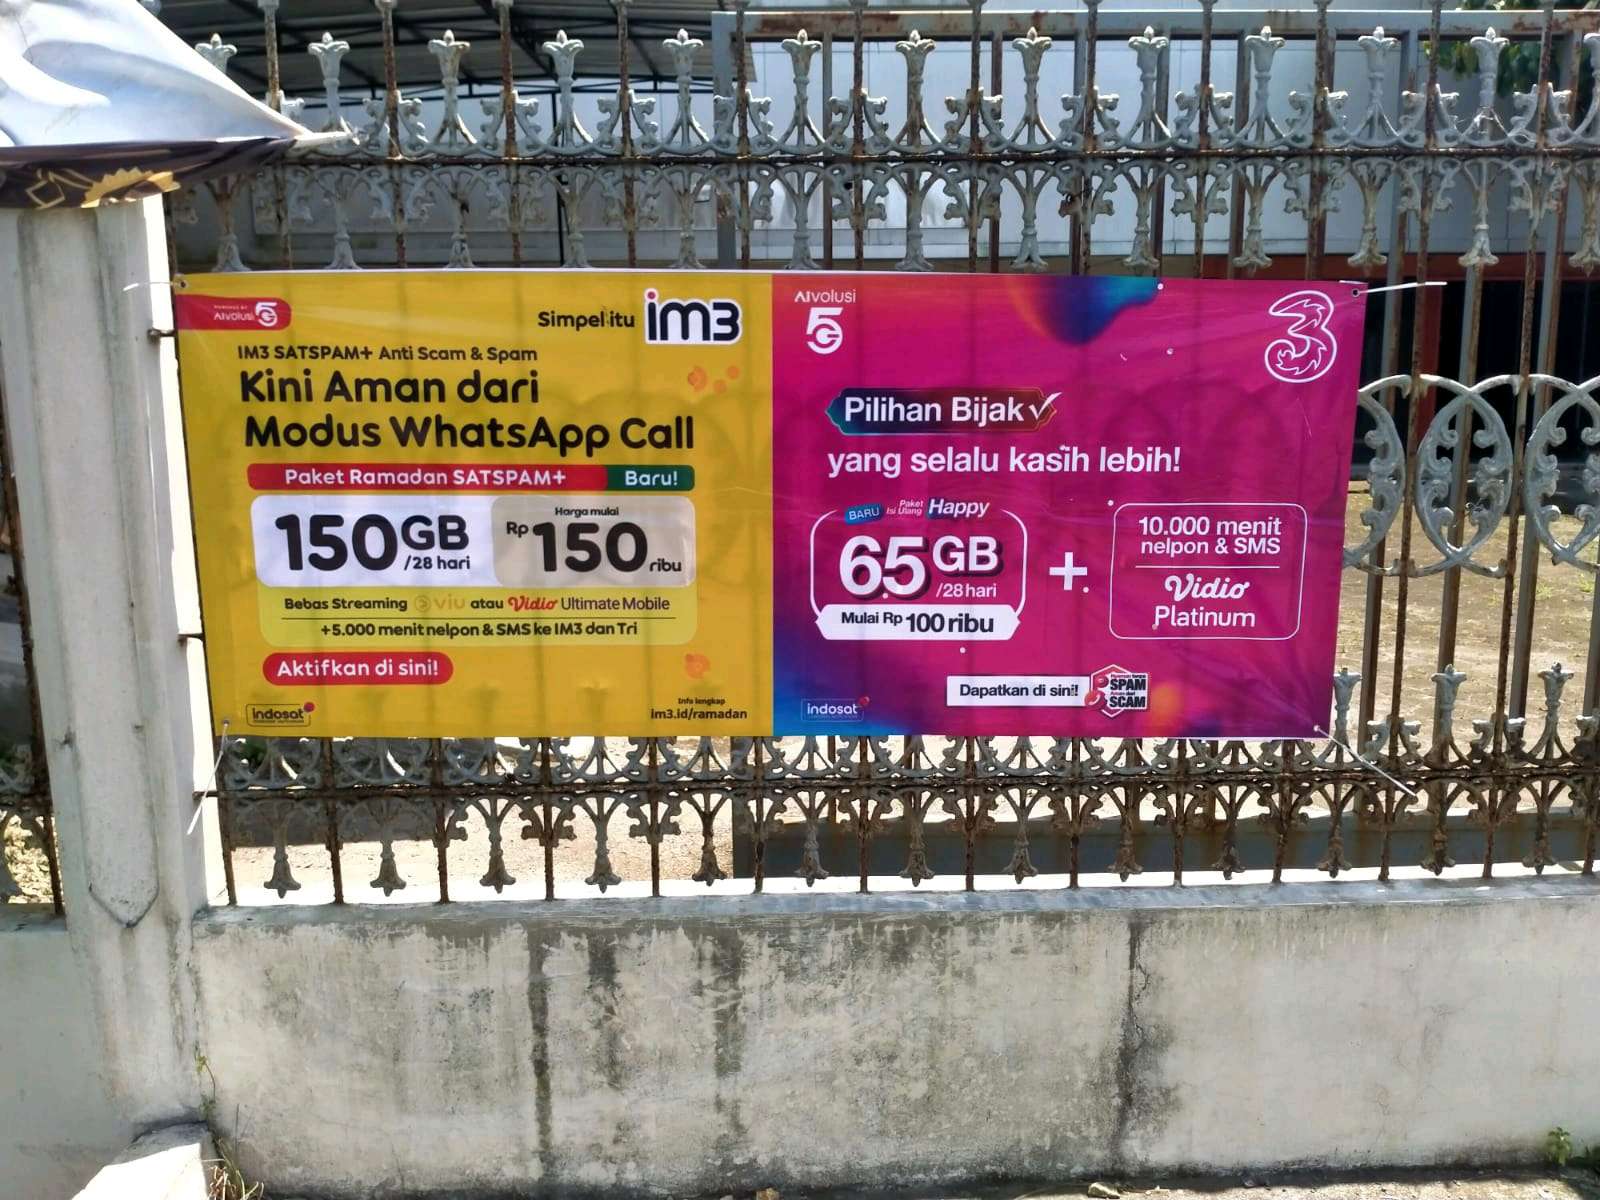 POWERED BY
AIvolusi 5G
Simpel itu im3
IM3 SATSPAM+ Anti Scam & Spam
Kini Aman dari
Modus WhatsApp Call
Paket Ramadan SATSPAM+ Baru!
150GB
/28 hari
Harga mulai
Rp 150 ribu
Bebas Streaming viu atau Vidio Ultimate Mobile
+5.000 menit nelpon & SMS ke IM3 dan Tri
Aktifkan di sini!
indosat
Info lengkap
im3.id/ramadan
AIvolusi
5G
3
Pilihan Bijak
yang selalu kasih lebih!
BARU Paket Isi Ulang Happy
65GB
/28 hari
Mulai Rp 100 ribu
+
10.000 menit
nelpon & SMS
Vidio
Platinum
Dapatkan di sini!
SPAM
SCAM
indosat